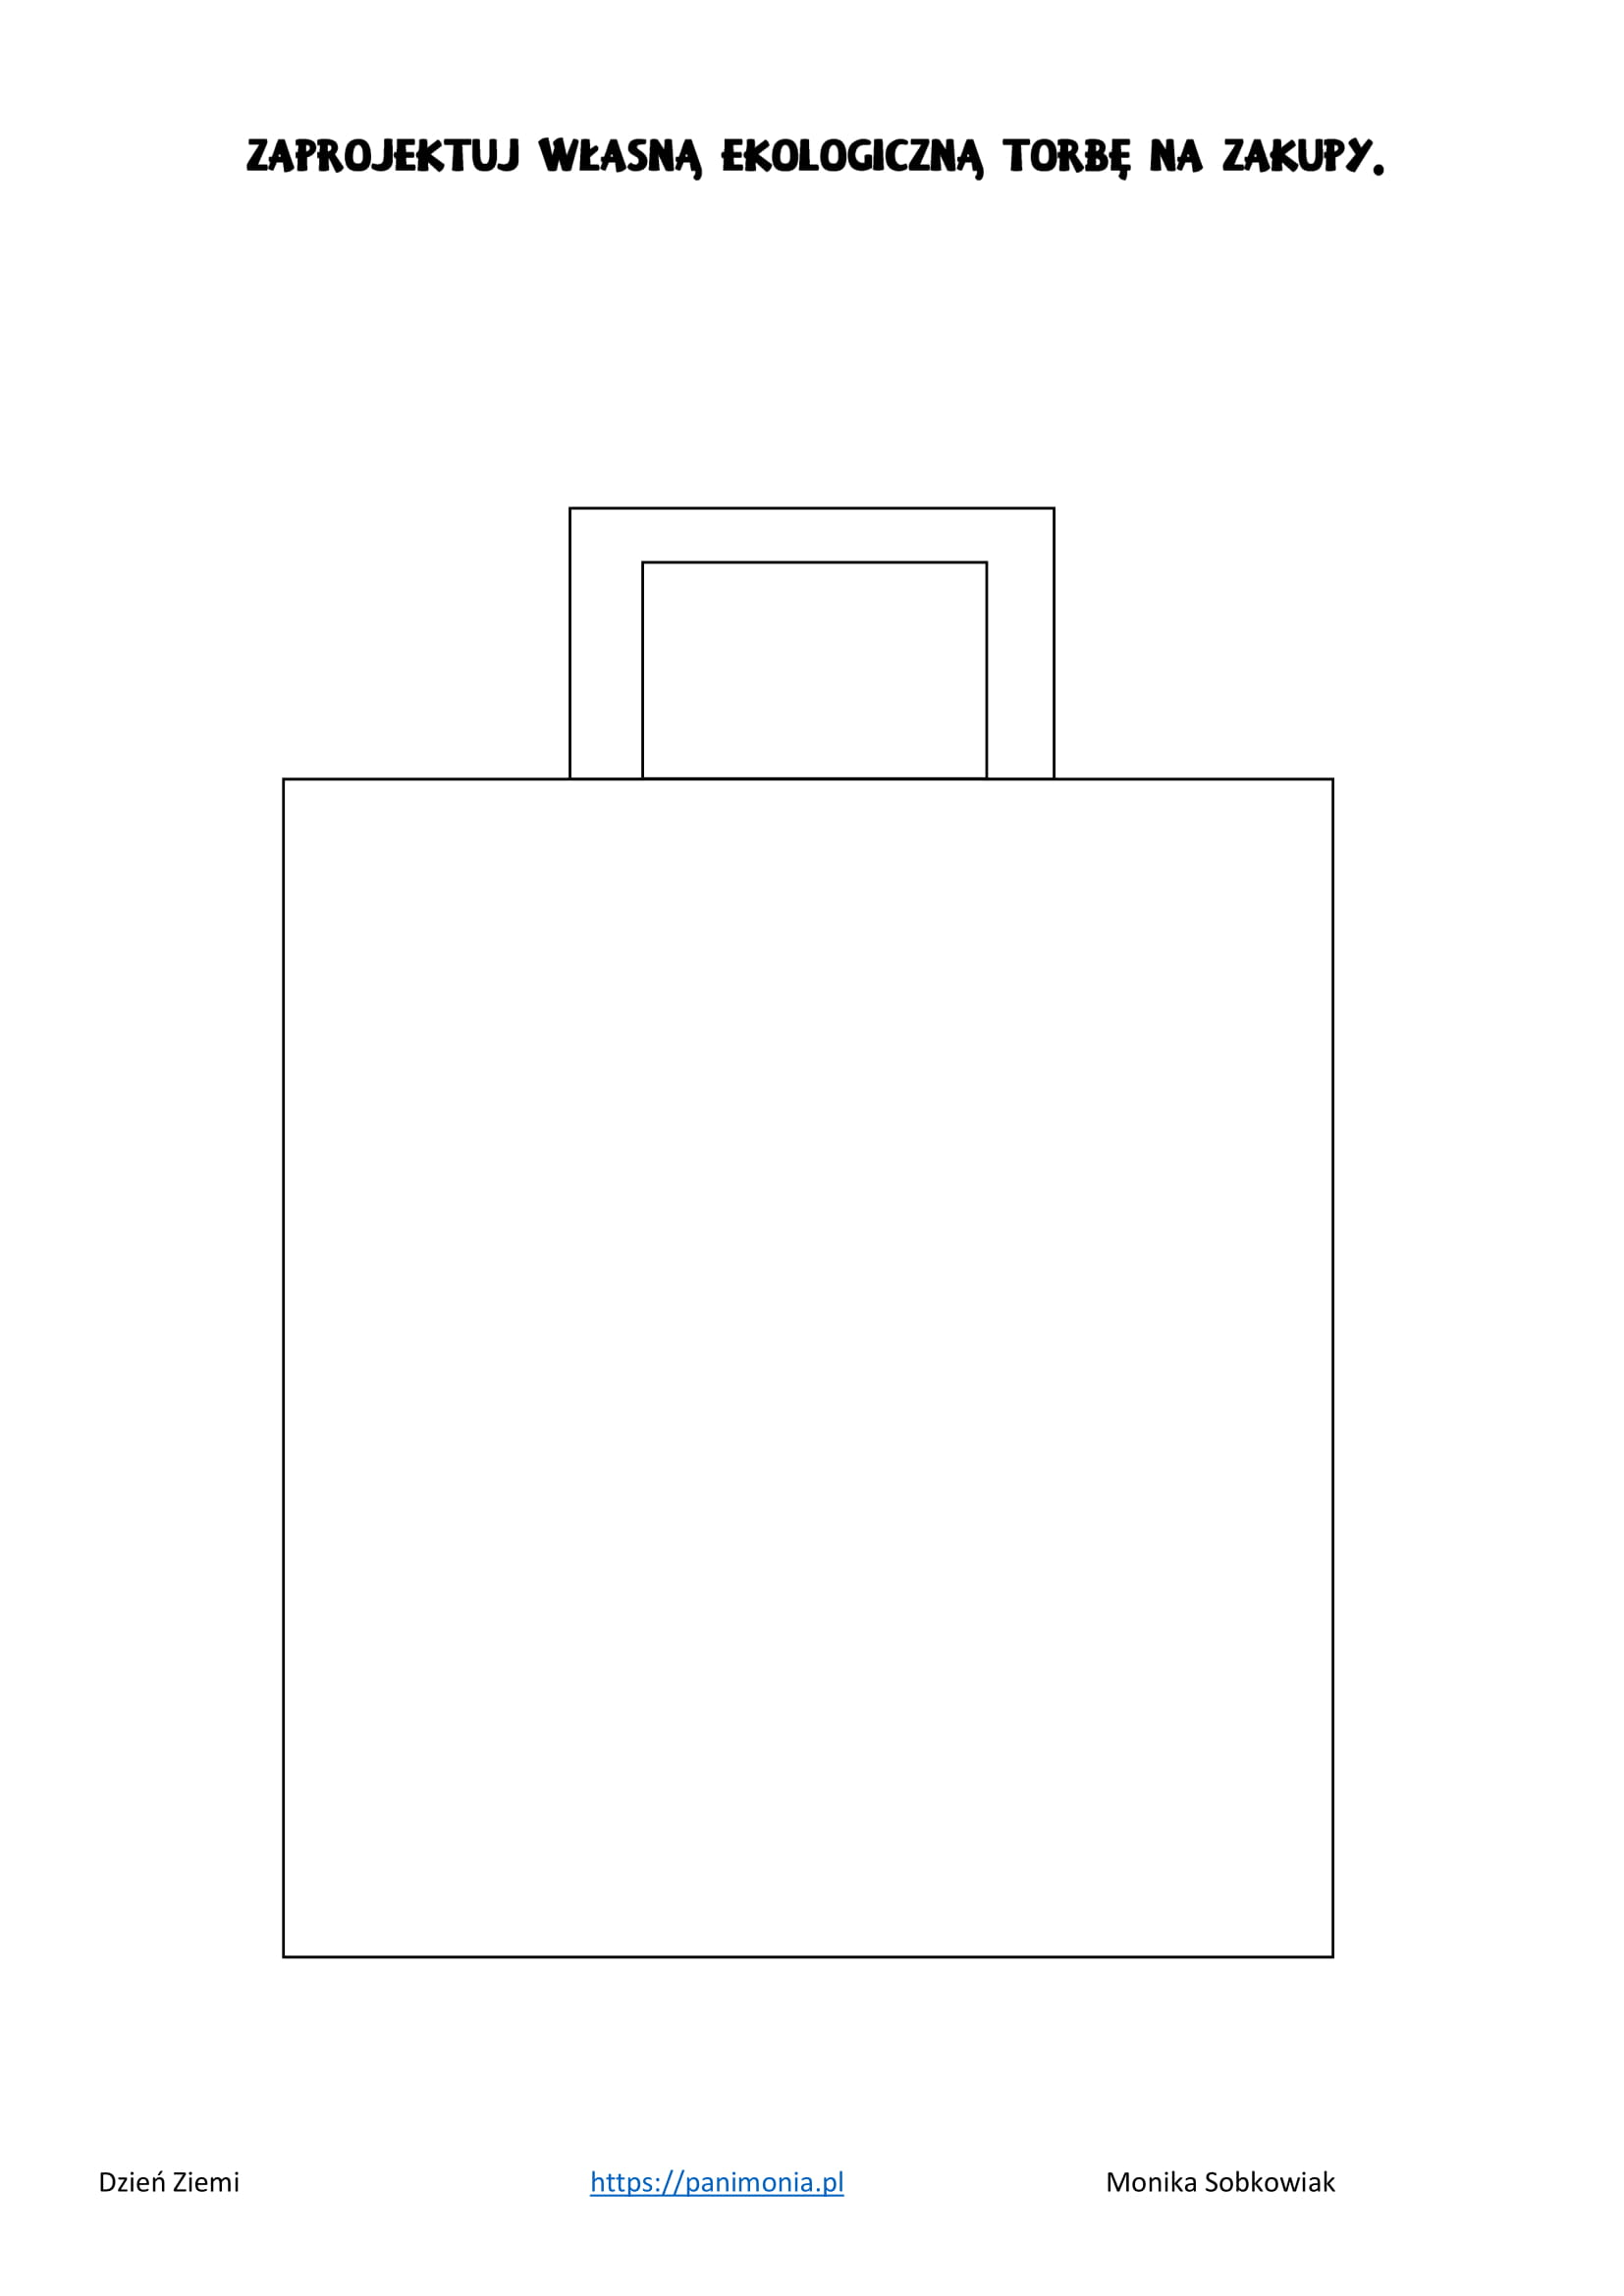 ZAPROJEKTUJ WŁASNĄ EKOLOGICZNĄ TORBĘ NA ZAKUPY.
Dzień Ziemi https://panimonia.pl Monika Sobkowiak